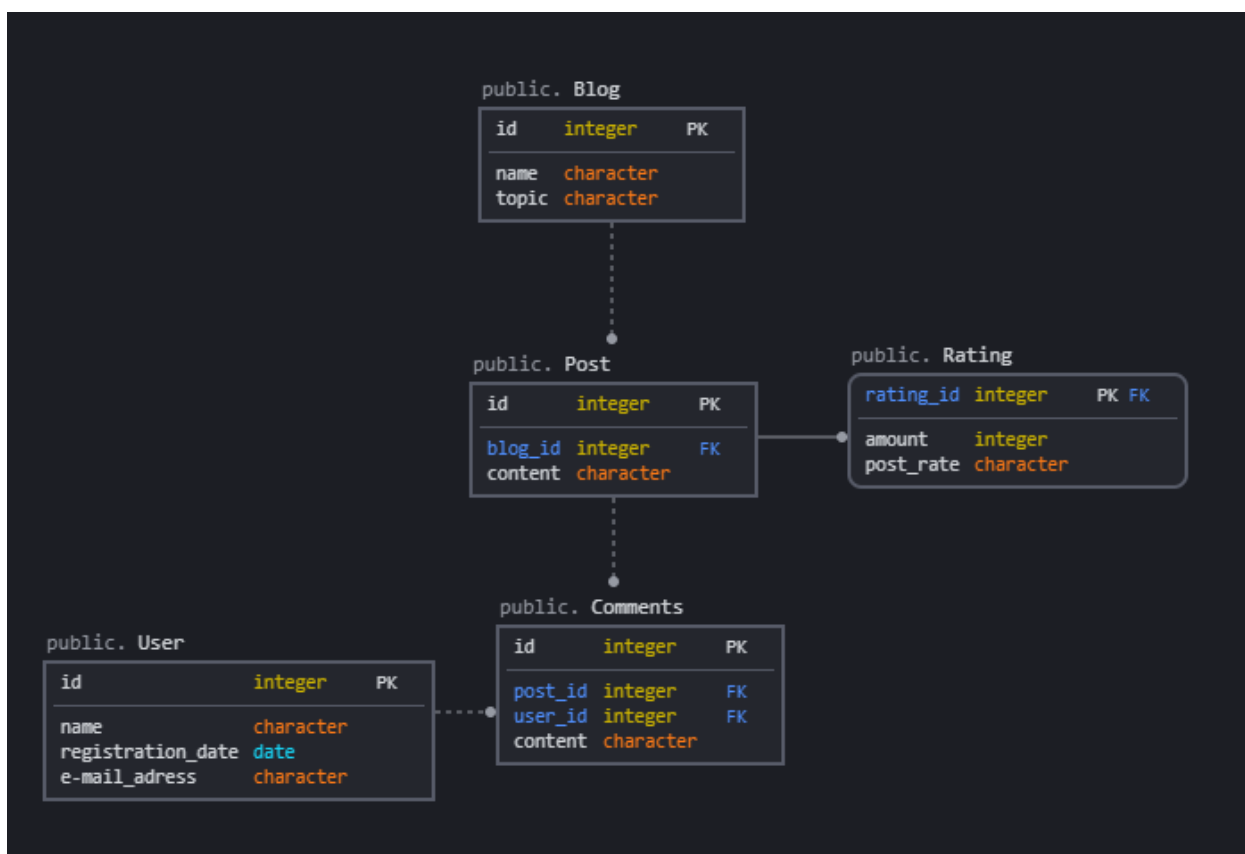 public. Blog
id integer PK
name character
topic character
public. Post
id integer PK
blog_id integer FK
content character
public. Rating
rating_id integer PK FK
amount integer
post_rate character
public. Comments
id integer PK
post_id integer FK
user_id integer FK
content character
public. User
id integer PK
name character
registration_date date
e-mail_adress character